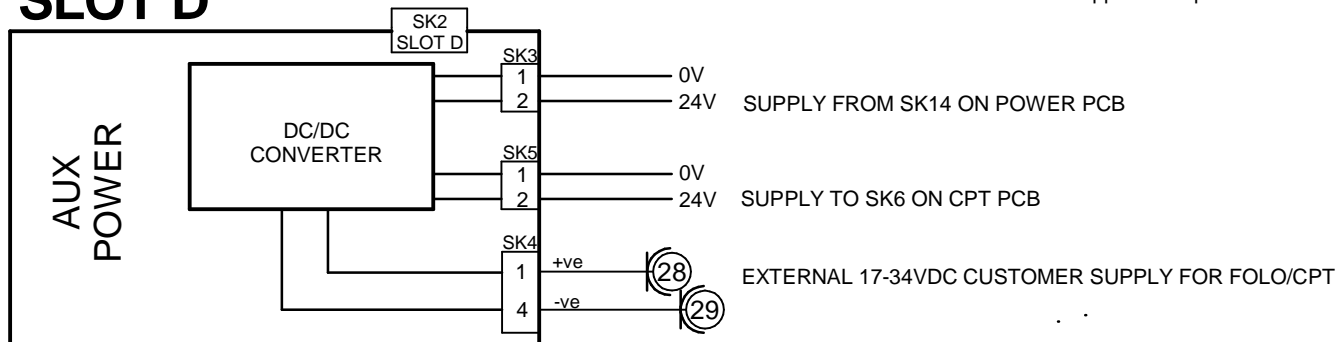 SLOT D
SK2
SLOT D
SK3
1
0V
2
24V
SUPPLY FROM SK14 ON POWER PCB
DC/DC
CONVERTER
AUX
POWER
SK5
1
0V
2
24V
SUPPLY TO SK6 ON CPT PCB
SK4
1
+ve
28
EXTERNAL 17-34VDC CUSTOMER SUPPLY FOR FOLO/CPT
4
-ve
29